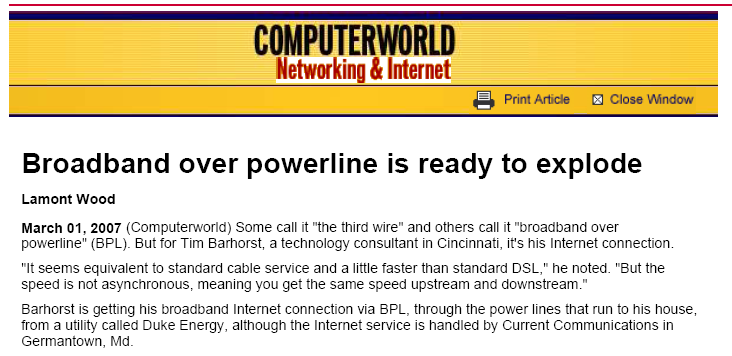 COMPUTERWORLD
Networking & Internet
Print Article Close Window
Broadband over powerline is ready to explode
Lamont Wood
March 01, 2007 (Computerworld) Some call it "the third wire" and others call it "broadband over
powerline" (BPL). But for Tim Barhorst, a technology consultant in Cincinnati, it's his Internet connection.
"It seems equivalent to standard cable service and a little faster than standard DSL," he noted. "But the
speed is not asynchronous, meaning you get the same speed upstream and downstream."
Barhorst is getting his broadband Internet connection via BPL, through the power lines that run to his house,
from a utility called Duke Energy, although the Internet service is handled by Current Communications in
Germantown, Md.